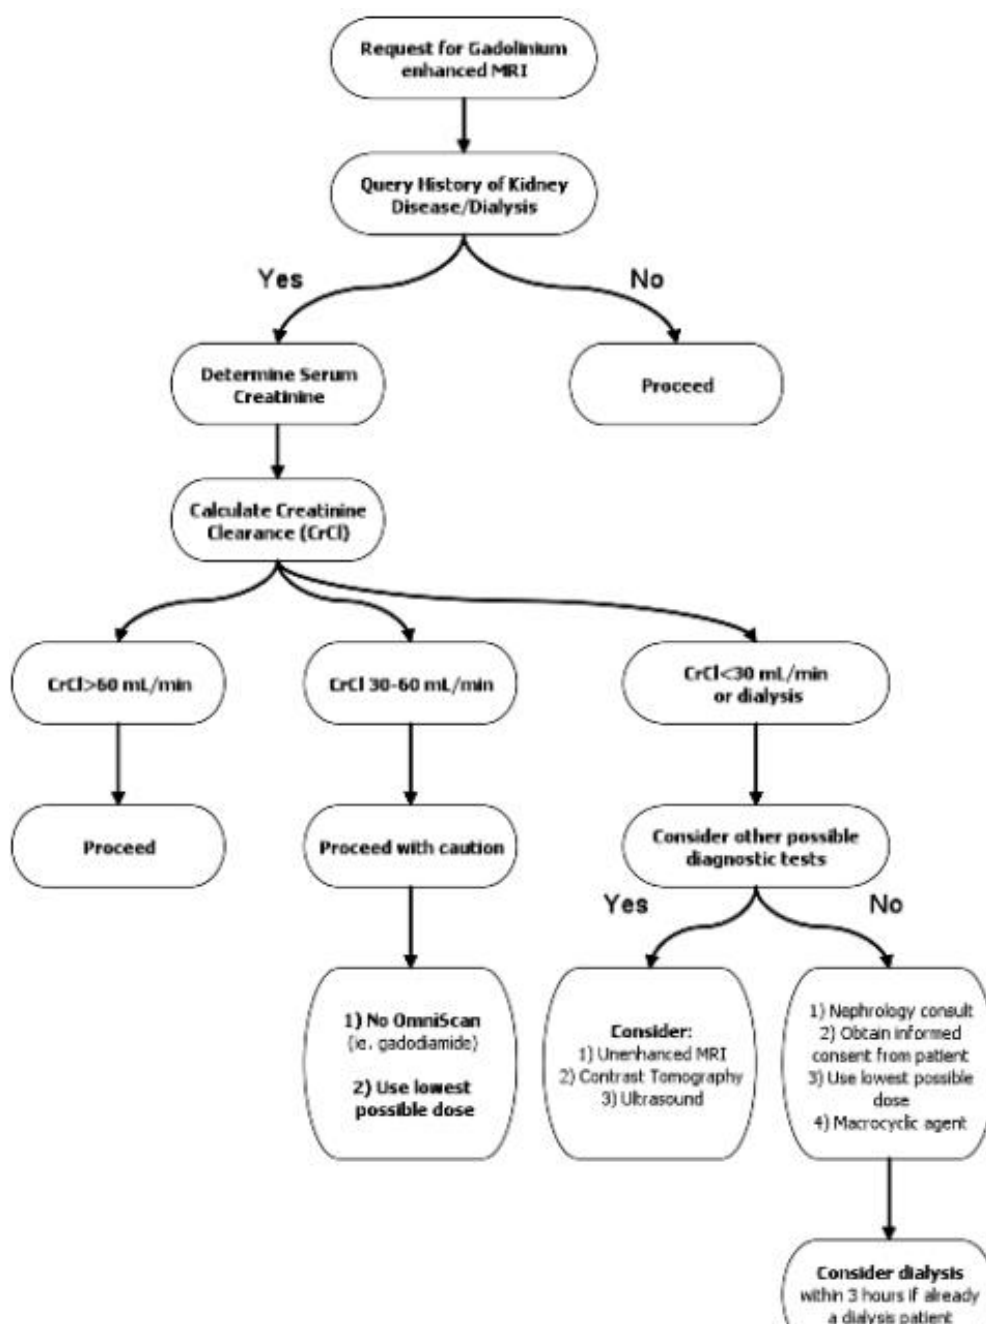 Request for Gadolinium
enhanced MRI
Query History of Kidney
Disease/Dialysis
Yes
No
Determine Serum
Creatinine
Proceed
Calculate Creatinine
Clearance (CrCl)
CrCl>60 mL/min
CrCl 30-60 mL/min
CrCl<30 mL/min
or dialysis
Proceed
Proceed with caution
Consider other possible
diagnostic tests
Yes
No
1) No OmniScan
(ie. gadodiamide)
2) Use lowest
possible dose
Consider:
1) Unenhanced MRI
2) Contrast Tomography
3) Ultrasound
1) Nephrology consult
2) Obtain informed
consent from patient
3) Use lowest possible
dose
4) Macrocyclic agent
Consider dialysis
within 3 hours if already
a dialysis patient